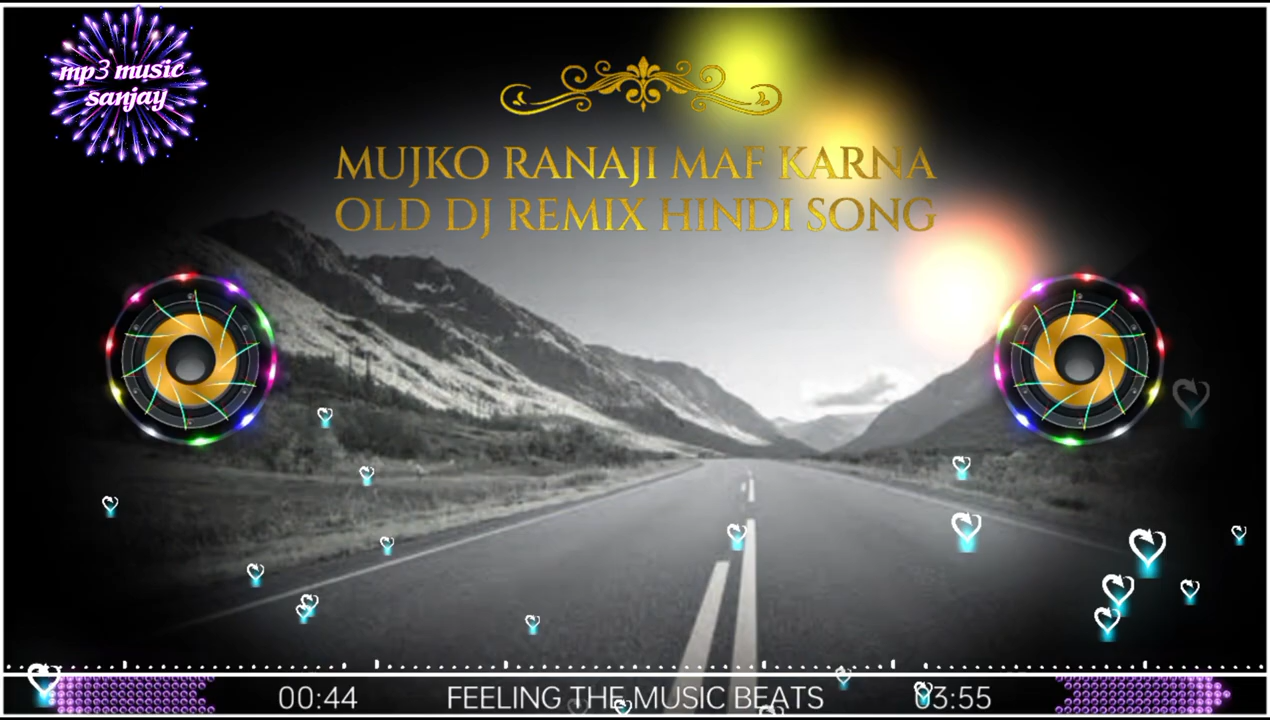 mp3 music
sanjay
MUJKO RANAJI MAF KARNA
OLD DJ REMIX HINDI SONG
00:44
FEELING THE MUSIC BEATS
03:55